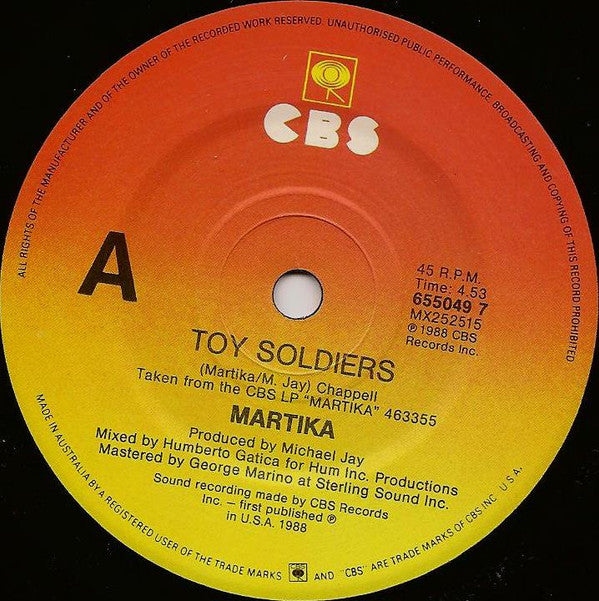 ALL RIGHTS OF THE MANUFACTURER AND OF THE OWNER OF THE RECORDED WORK RESERVED. UNAUTHORISED PUBLIC PERFORMANCE, BROADCASTING AND COPYING OF THIS RECORD PROHIBITED
CBS
A
45 R.P.M.
Time: 4.53
655049 7
MX252515
℗ 1988 CBS
Records Inc.
TOY SOLDIERS
(Martika/M. Jay) Chappell
Taken from the CBS LP "MARTIKA" 463355
MARTIKA
Produced by Michael Jay
Mixed by Humberto Gatica for Hum Inc. Productions
Mastered by George Marino at Sterling Sound Inc.
Sound recording made by CBS Records
Inc. – first published ℗
in U.S.A. 1988
MADE IN AUSTRALIA BY A REGISTERED USER OF THE TRADE MARKS AND "CBS" ARE TRADE MARKS OF CBS INC U.S.A.